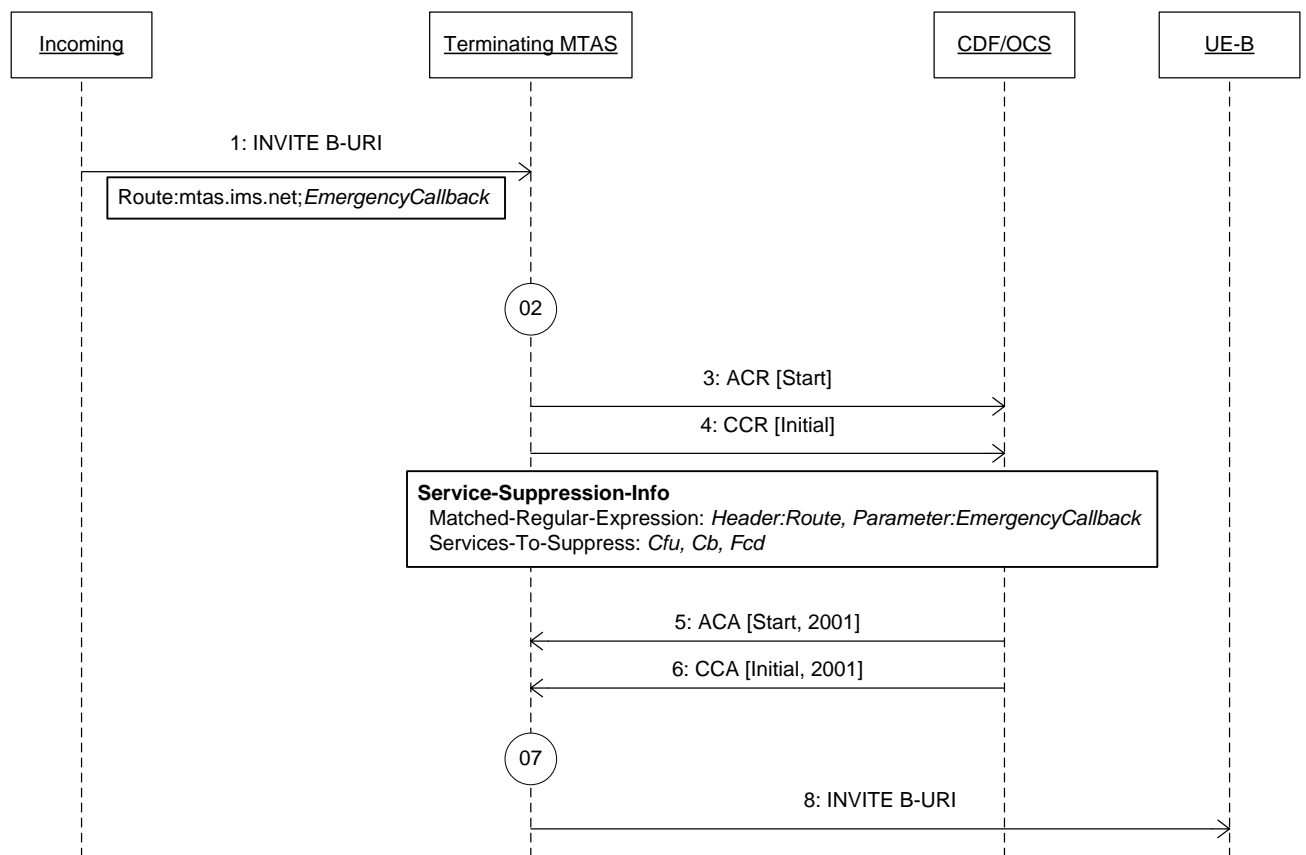 Incoming
Terminating MTAS
CDF/OCS
UE-B
1: INVITE B-URI
Route:mtas.ims.net;EmergencyCallback
02
3: ACR [Start]
4: CCR [Initial]
Service-Suppression-Info
Matched-Regular-Expression: Header:Route, Parameter:EmergencyCallback
Services-To-Suppress: Cfu, Cb, Fcd
5: ACA [Start, 2001]
6: CCA [Initial, 2001]
07
8: INVITE B-URI